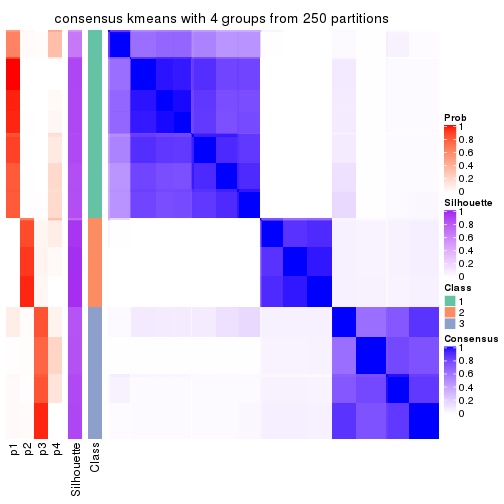 consensus kmeans with 4 groups from 250 partitions
Prob
1
0.8
0.6
0.4
0.2
0
Silhouette
1
0.8
0.6
0.4
0.2
0
Class
1
2
3
Consensus
1
0.8
0.6
0.4
0.2
0
p1
p2
p3
p4
Silhouette
Class